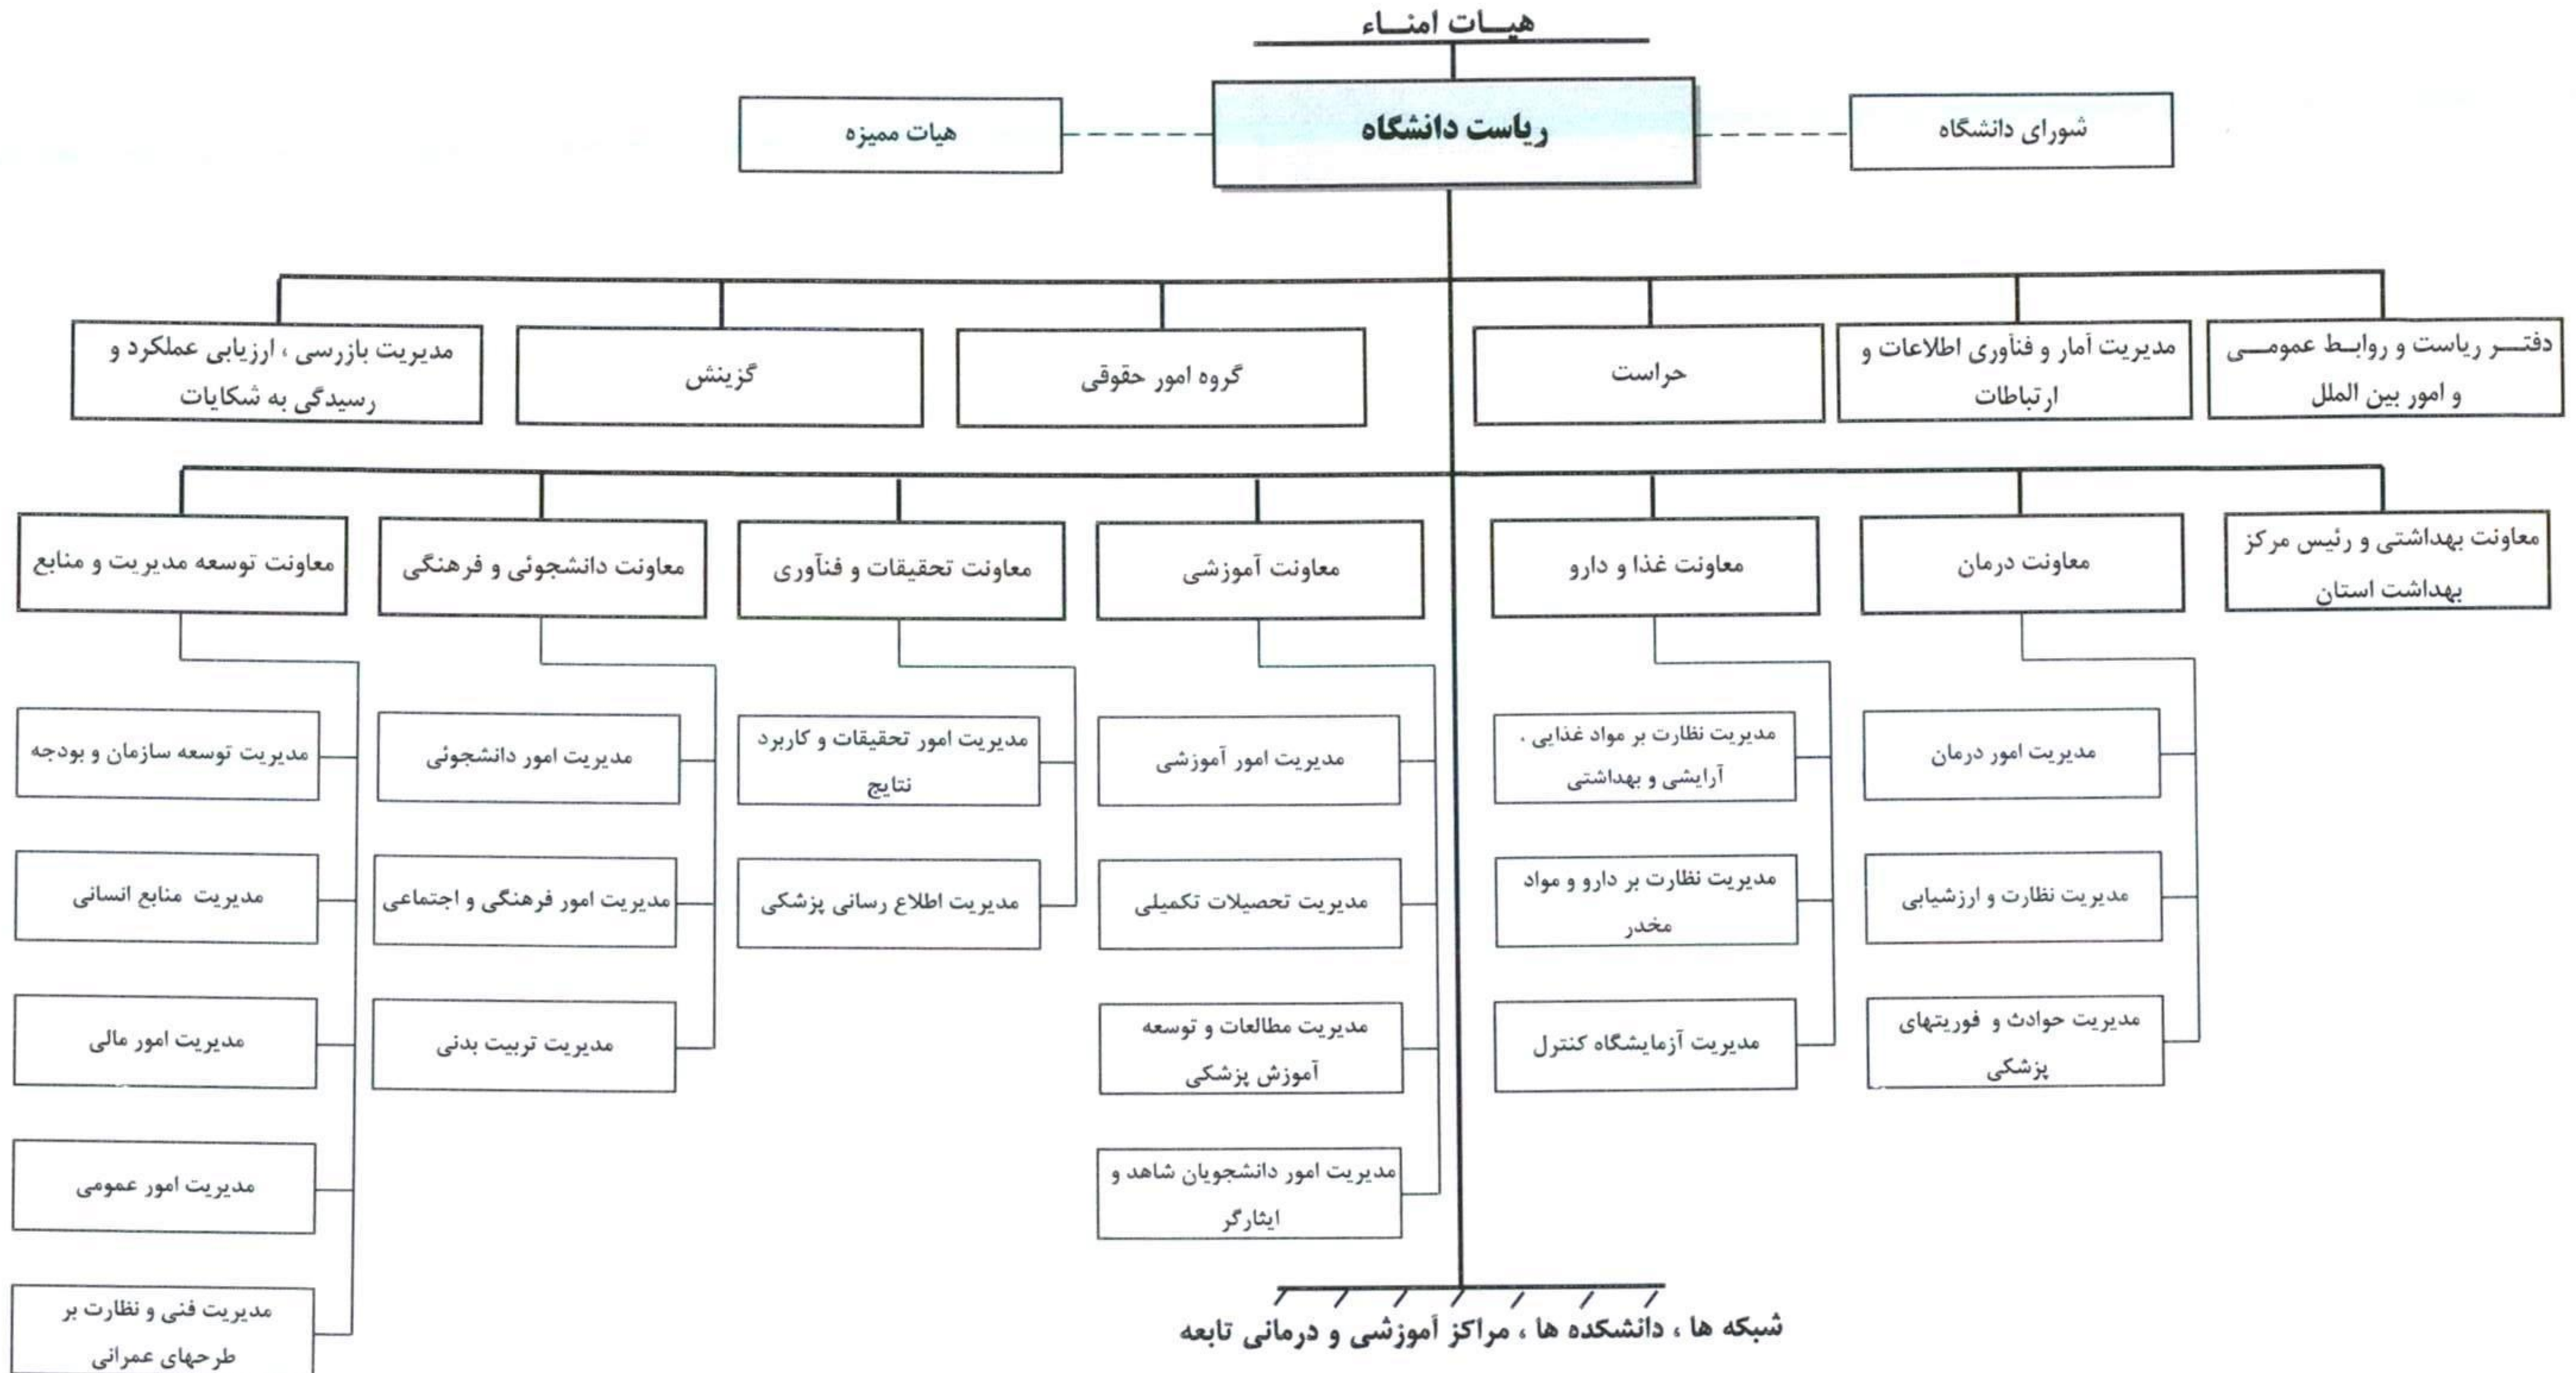 هیـــات امنـــاء
ریاست دانشگاه
شورای دانشگاه
هیات ممیزه
دفتـــر ریاست و روابـط عمومـــی
و امور بین الملل
مدیریت آمار و فنآوری اطلاعات و
ارتباطات
حراست
گروه امور حقوقی
گزینش
مدیریت بازرسی ، ارزیابی عملکرد و
رسیدگی به شکایات
معاونت بهداشتی و رئیس مرکز
بهداشت استان
معاونت درمان
معاونت غذا و دارو
معاونت آموزشی
معاونت تحقیقات و فنآوری
معاونت دانشجوئی و فرهنگی
معاونت توسعه مدیریت و منابع
مدیریت امور درمان
مدیریت نظارت و ارزشیابی
مدیریت حوادث و فوریتهای
پزشکی
مدیریت نظارت بر مواد غذایی ،
آرایشی و بهداشتی
مدیریت نظارت بر دارو و مواد
مخدر
مدیریت آزمایشگاه کنترل
مدیریت امور آموزشی
مدیریت تحصیلات تکمیلی
مدیریت مطالعات و توسعه
آموزش پزشکی
مدیریت امور دانشجویان شاهد و
ایثارگر
مدیریت امور تحقیقات و کاربرد
نتایج
مدیریت اطلاع رسانی پزشکی
مدیریت امور دانشجوئی
مدیریت امور فرهنگی و اجتماعی
مدیریت تربیت بدنی
مدیریت توسعه سازمان و بودجه
مدیریت منابع انسانی
مدیریت امور مالی
مدیریت امور عمومی
مدیریت فنی و نظارت بر
طرحهای عمرانی
شبکه ها ، دانشکده ها ، مراکز آموزشی و درمانی تابعه